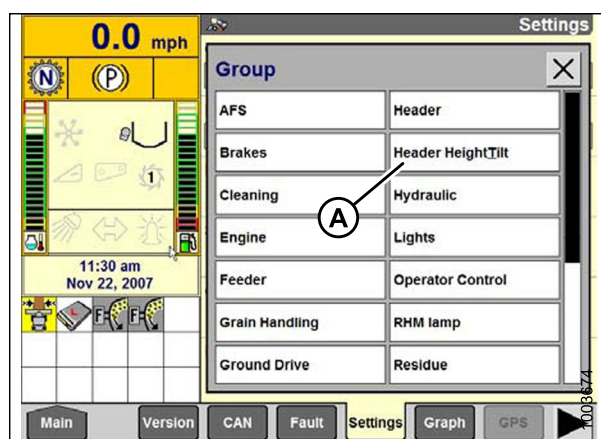 0.0 mph
Settings
N
(P)
Group
X
AFS
Header
Brakes
Header Height/Tilt
Cleaning
Hydraulic
A
Engine
Lights
Feeder
Operator Control
Grain Handling
RHM lamp
Ground Drive
Residue
1
11:30 am
Nov 22, 2007
L
F
F
Main
Version
CAN
Fault
Settings
Graph
GPS
1003674